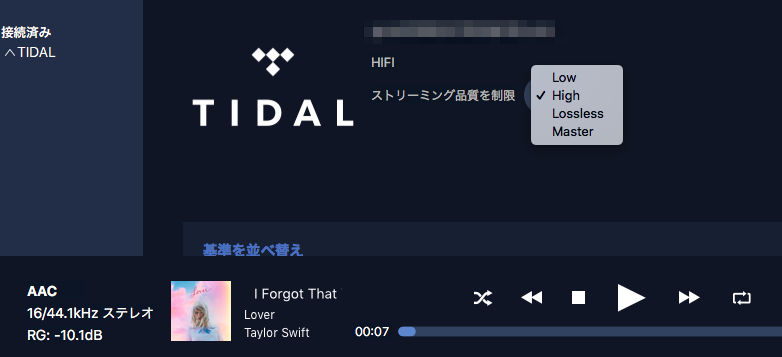 接続済み
TIDAL
TIDAL
HIFI
ストリーミング品質を制限
Low
✓ High
Lossless
Master
基準を並べ替え
AAC
16/44.1kHz ステレオ
RG: -10.1dB
Lover
I Forgot That
Lover
Taylor Swift
00:07